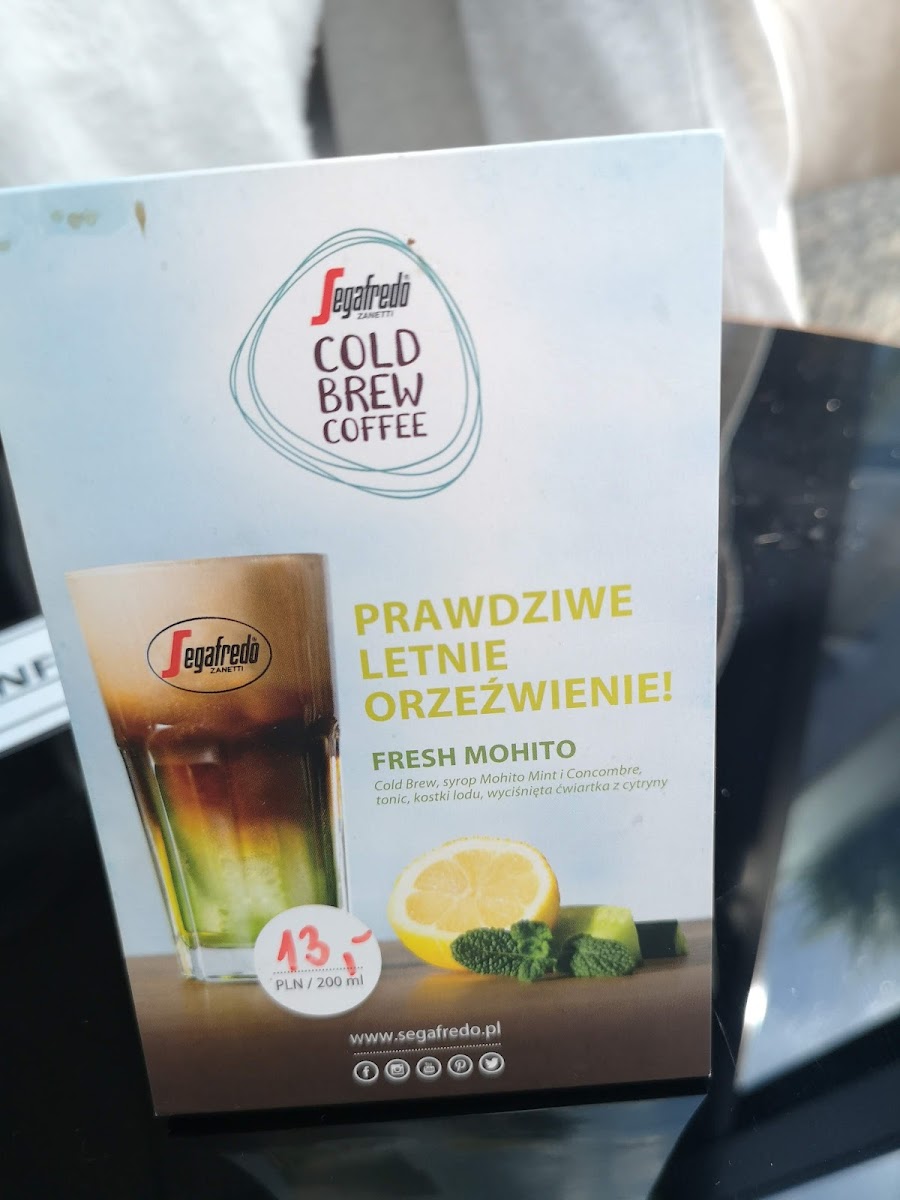 Segafredo
ZANETTI
COLD
BREW
COFFEE
Segafredo
ZANETTI
PRAWDZIWE
LETNIE
ORZEŹWIENIE!
FRESH MOHITO
Cold Brew, syrop Mohito Mint i Concombre,
tonic, kostki lodu, wyciśnięta ćwiartka z cytryny
13,-
PLN / 200 ml
www.segafredo.pl